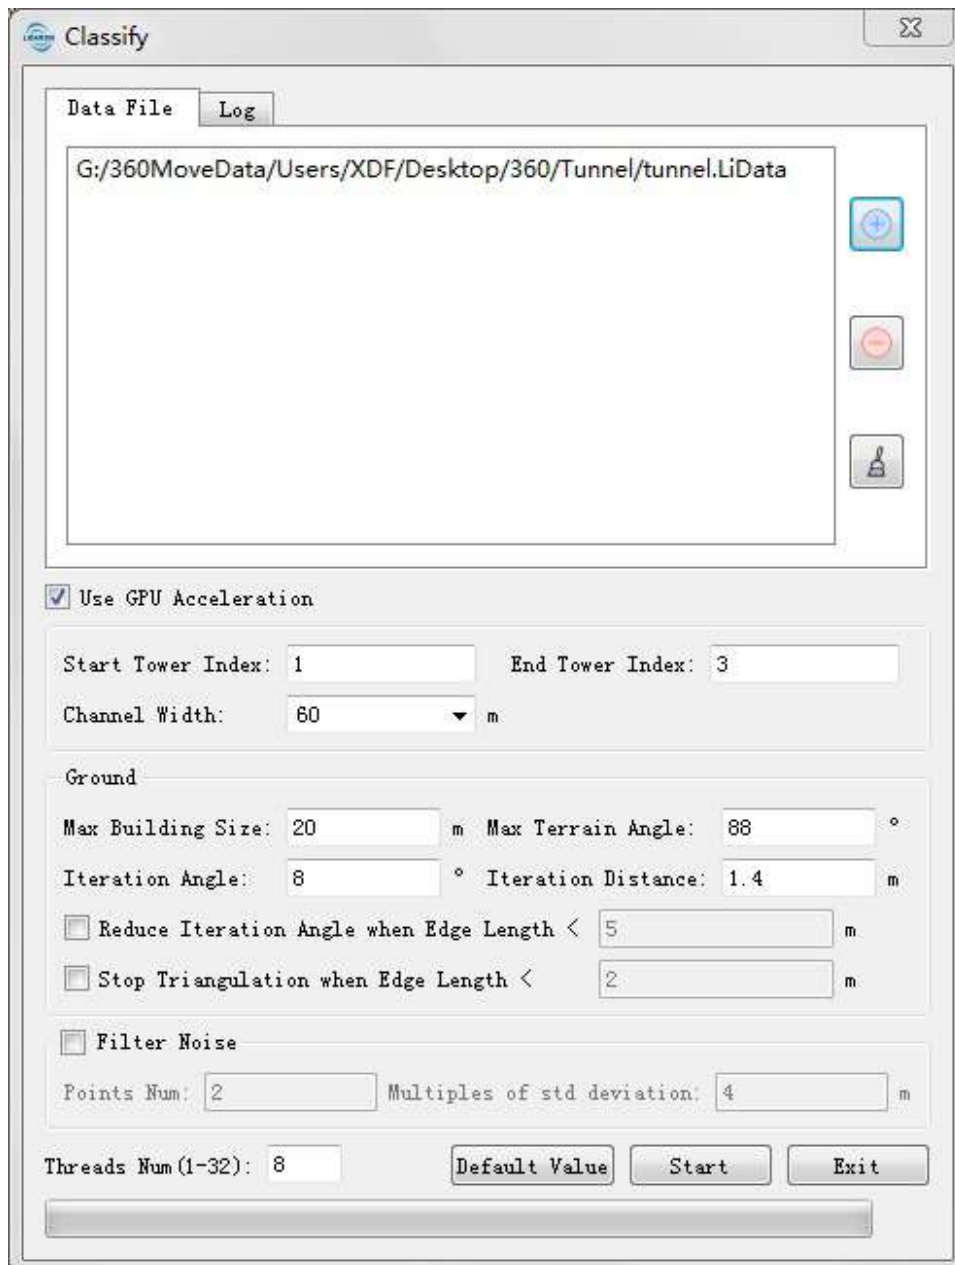 Classify
Data File Log
G:/360MoveData/Users/XDF/Desktop/360/Tunnel/tunnel.LiData
Use GPU Acceleration
Start Tower Index: 1 End Tower Index: 3
Channel Width: 60 m
Ground
Max Building Size: 20 m Max Terrain Angle: 88 °
Iteration Angle: 8 ° Iteration Distance: 1.4 m
Reduce Iteration Angle when Edge Length < 5 m
Stop Triangulation when Edge Length < 2 m
Filter Noise
Points Num: 2 Multiples of std deviation: 4 m
Threads Num(1-32): 8 Default Value Start Exit